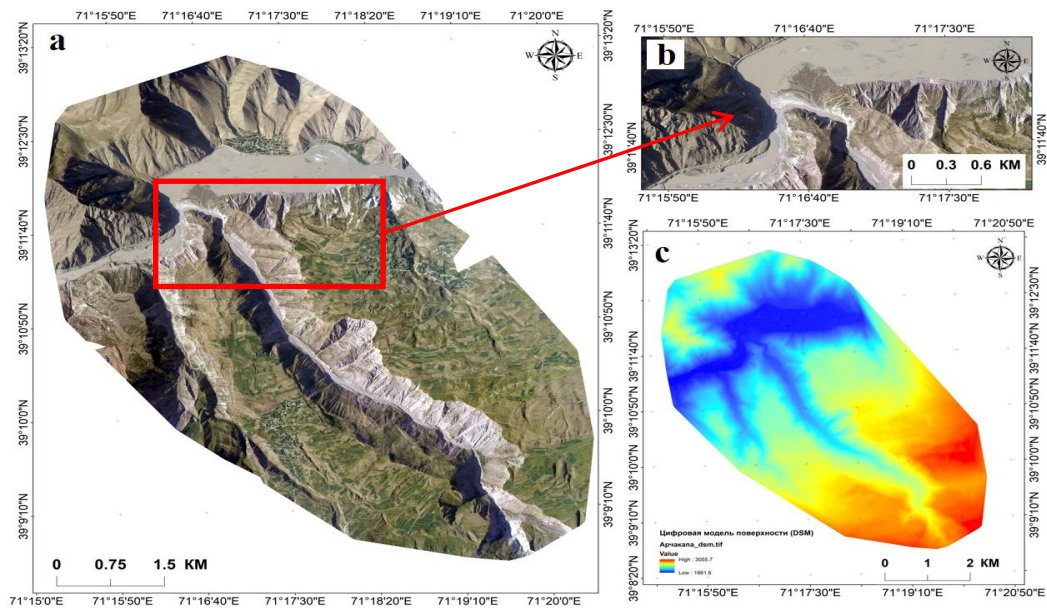 71°15'50"E 71°16'40"E 71°17'30"E 71°18'20"E 71°19'10"E 71°20'0"E
a
N
W E
S
39°13'20"N
39°12'30"N
39°11'40"N
39°10'50"N
39°10'0"N
39°9'10"N
39°13'20"N
39°12'30"N
39°11'40"N
39°10'50"N
39°10'0"N
39°9'10"N
0 0.75 1.5 KM
71°15'0"E 71°15'50"E 71°16'40"E 71°17'30"E 71°18'20"E 71°19'10"E 71°20'0"E
71°15'50"E 71°16'40"E 71°17'30"E
b
N
W E
S
39°11'40"N
39°11'40"N
0 0.3 0.6 KM
71°15'50"E 71°16'40"E 71°17'30"E
71°15'50"E 71°17'30"E 71°19'10"E 71°20'50"E
c
N
W E
S
39°13'20"N
39°11'40"N
39°10'50"N
39°10'0"N
39°9'10"N
39°8'20"N
39°12'30"N
39°11'40"N
39°10'50"N
39°10'0"N
39°9'10"N
Цифровая модель поверхности (DSM)
Арчакапа_dsm.tif
Value
High : 3055.7
Low : 1861.8
0 1 2 KM
71°15'50"E 71°17'30"E 71°19'10"E 71°20'50"E